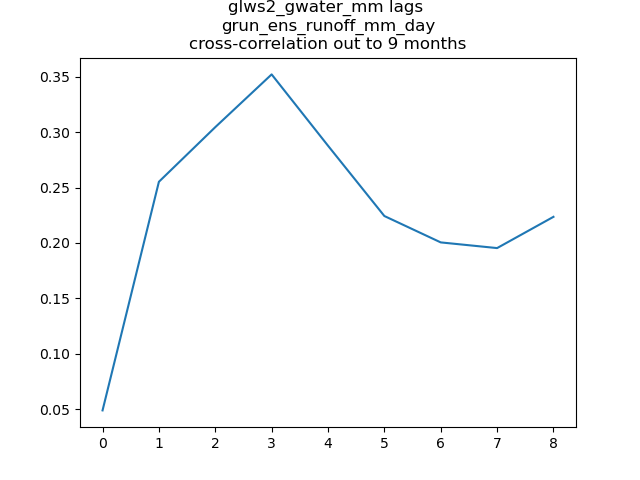 glws2_gwater_mm lags
grun_ens_runoff_mm_day
cross-correlation out to 9 months
0.35
0.30
0.25
0.20
0.15
0.10
0.05
0 1 2 3 4 5 6 7 8